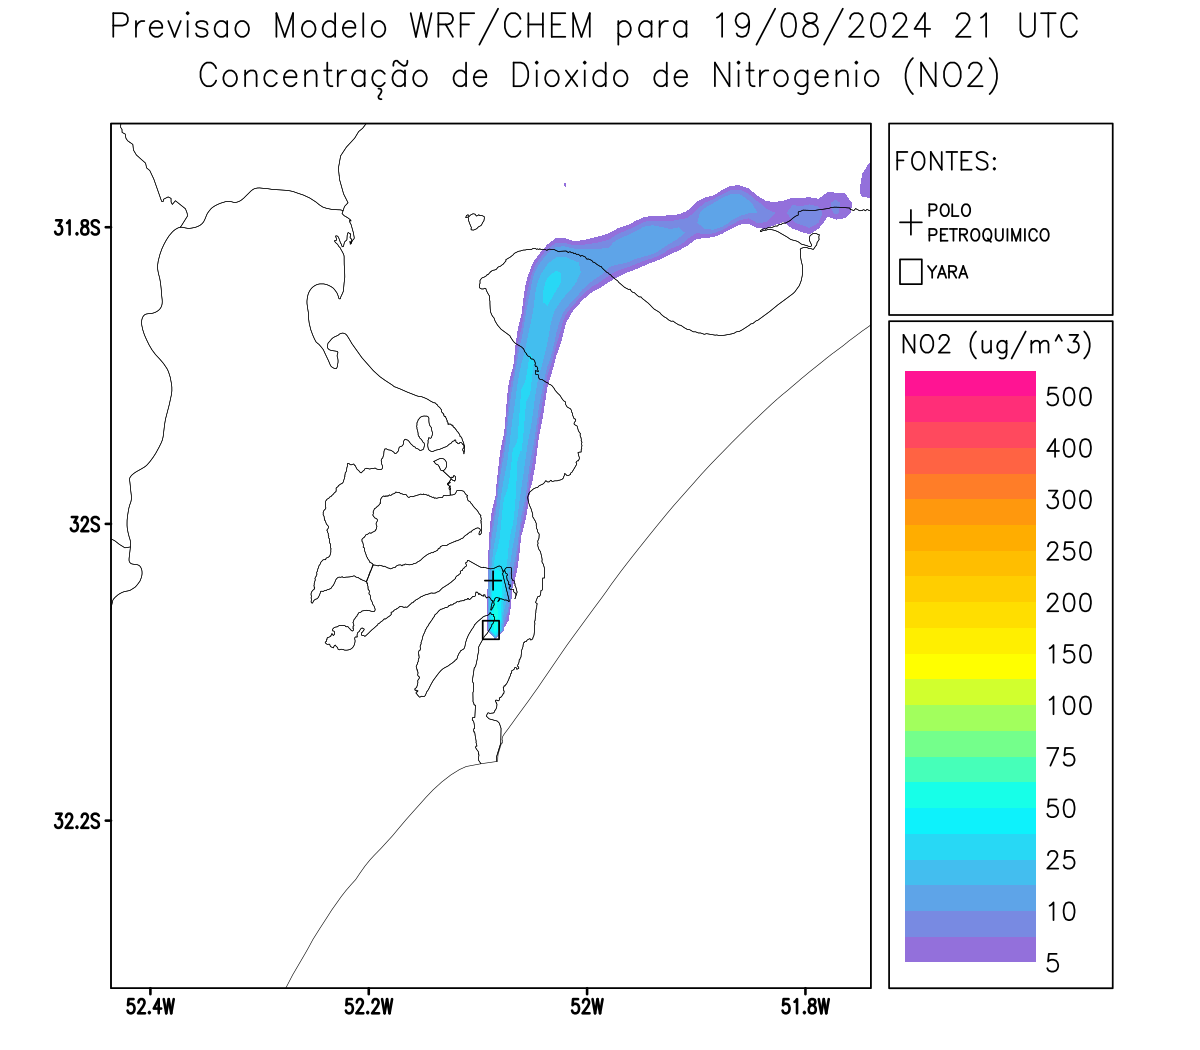 Previsao Modelo WRF/CHEM para 19/08/2024 21 UTC
Concentração de Dioxido de Nitrogenio (NO2)
FONTES:
POLO
PETROQUIMICO
YARA
31.8S
32S
32.2S
52.4W
52.2W
52W
51.8W
NO2 (ug/m^3)
500
400
300
250
200
150
100
75
50
25
10
5